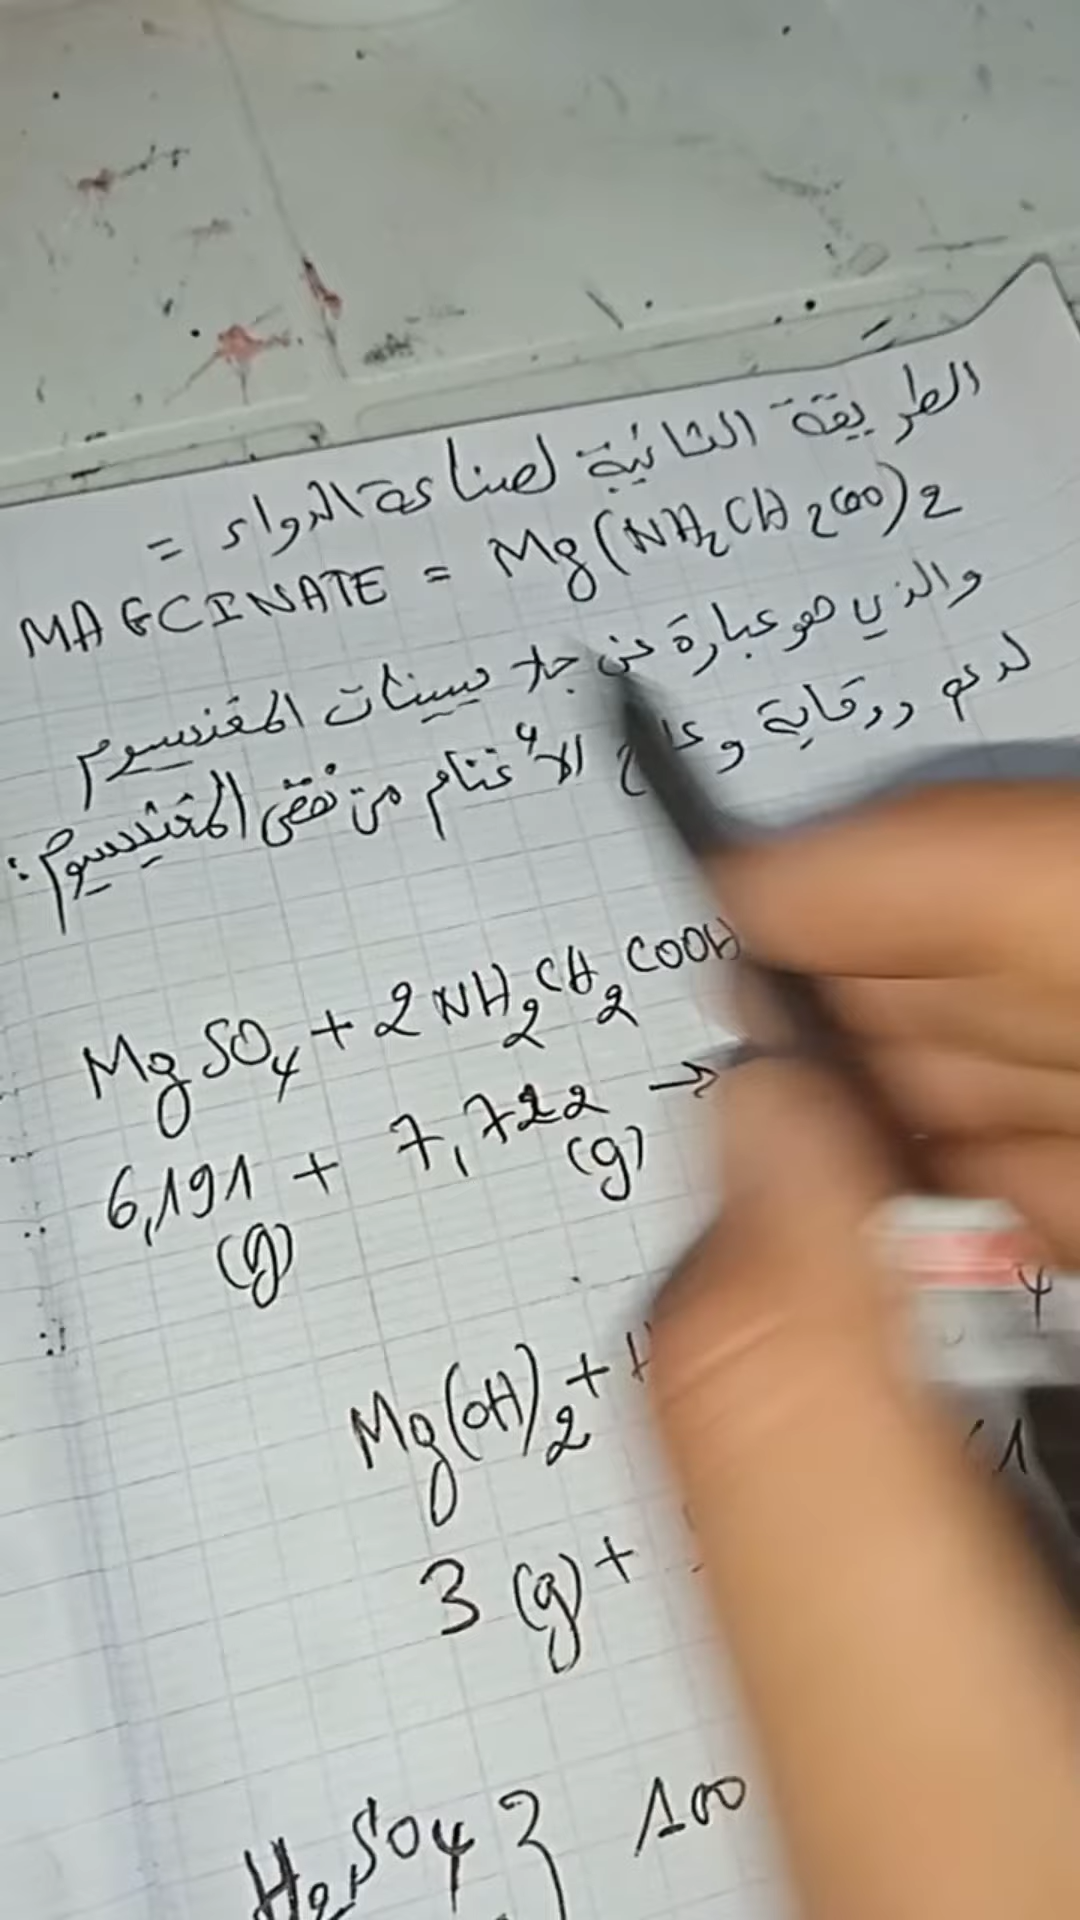 الطريقة الثانية لصناعة الدواء =
MAGCINATE = Mg(NH₂CH₂COO)2
والذي هو عبارة عن جلايسينات المغنسيوم
لدعم ووقاية و الأغنام من نقص المغنيسيوم:
MgSO₄ + 2NH₂CH₂COOH
6,191 + 7,722 →
(g) (g)
Mg(OH)₂ +
3 (g) +
H₂SO₄ } 100